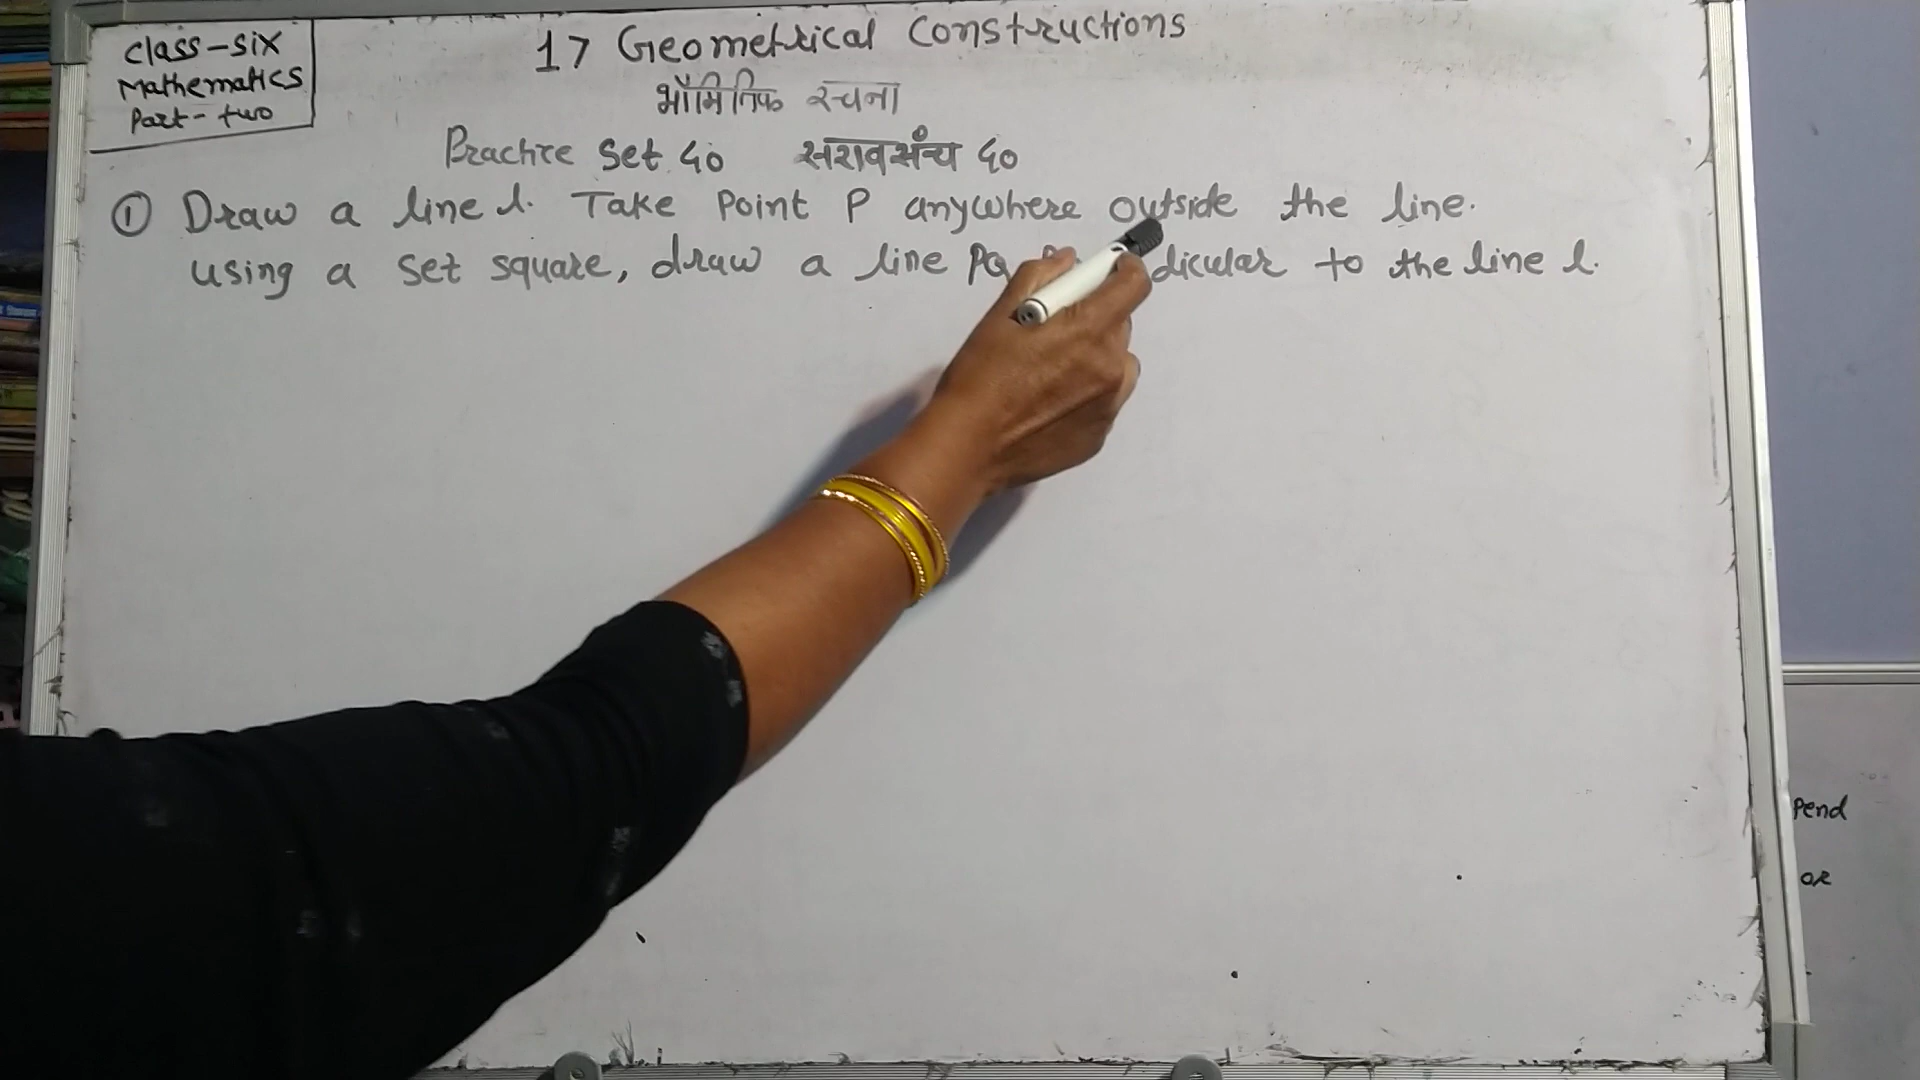 class-six
Mathematics
Part-two
17 Geometrical Constructions
भौमितिक रचना
Practice Set 40 सरावसंच 40
① Draw a line l. Take Point P anywhere outside the line.
using a set square, draw a line PQ dicular to the line l.
Pend
OR